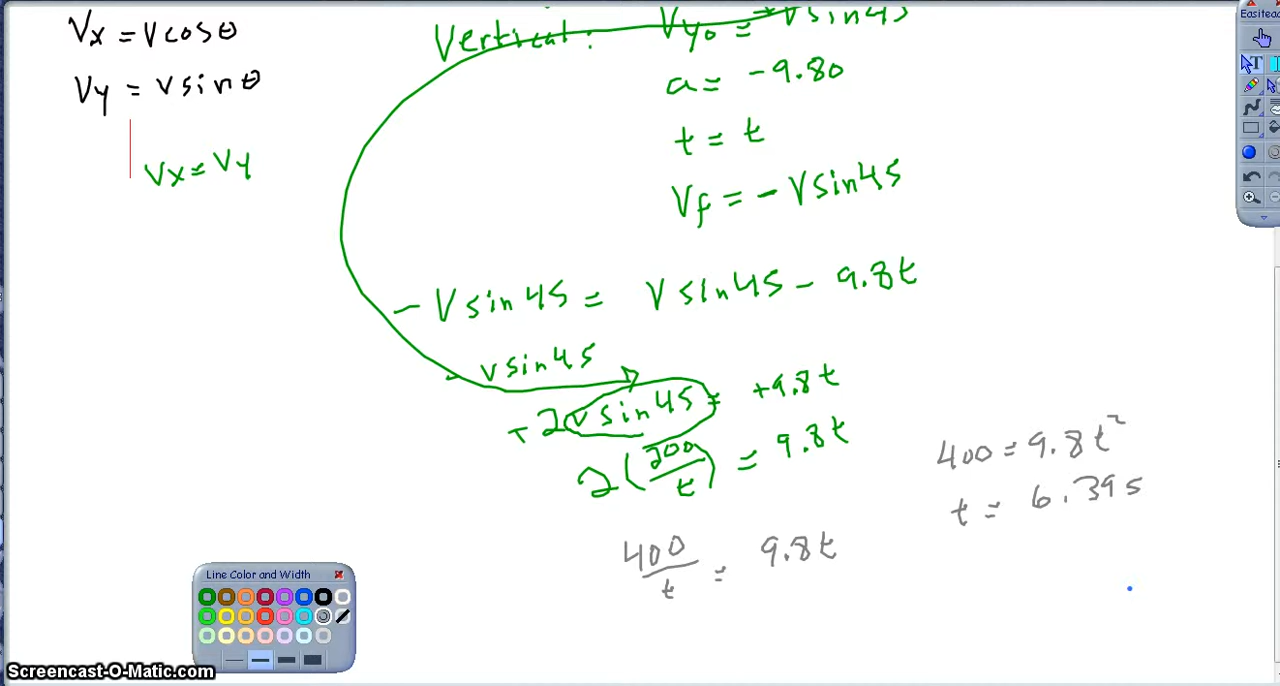 Vx = Vcosθ
Vy = Vsinθ
Vx = Vy
Vertical: Vyo = Vsin45
a = -9.80
t = t
Vf = -Vsin45
-Vsin45 = Vsin45 - 9.8t
-Vsin45
+2Vsin45 = +9.8t
2(200/t) = 9.8t
400/t = 9.8t
400 = 9.8t²
t = 6.39s
Easiteach
Line Color and Width
Screencast-O-Matic.com